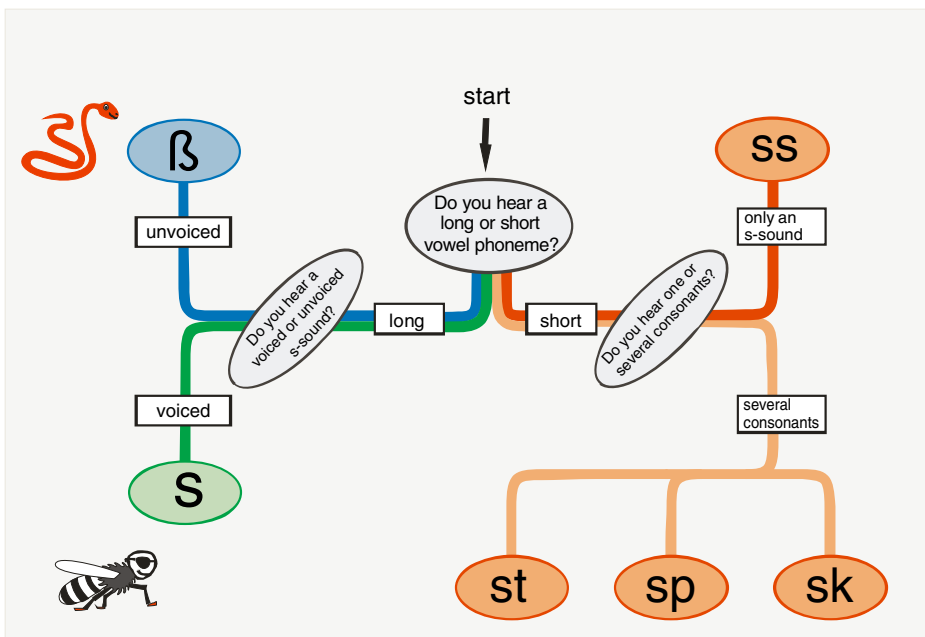 start
Do you hear a
long or short
vowel phoneme?
ß
unvoiced
Do you hear a
voiced or unvoiced
s-sound?
long
voiced
s
short
Do you hear one or
several consonants?
only an
s-sound
ss
several
consonants
st
sp
sk